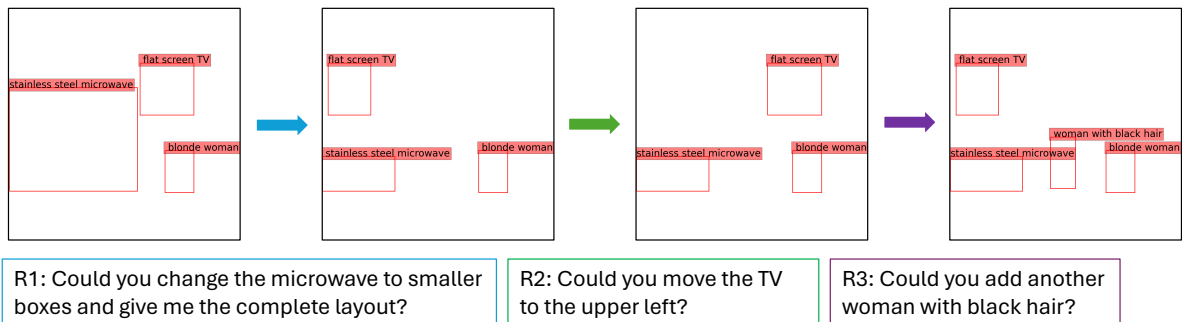 flat screen TV
stainless steel microwave
blonde woman
flat screen TV
stainless steel microwave
blonde woman
flat screen TV
stainless steel microwave
blonde woman
flat screen TV
woman with black hair
stainless steel microwave
blonde woman
R1: Could you change the microwave to smaller
boxes and give me the complete layout?
R2: Could you move the TV
to the upper left?
R3: Could you add another
woman with black hair?